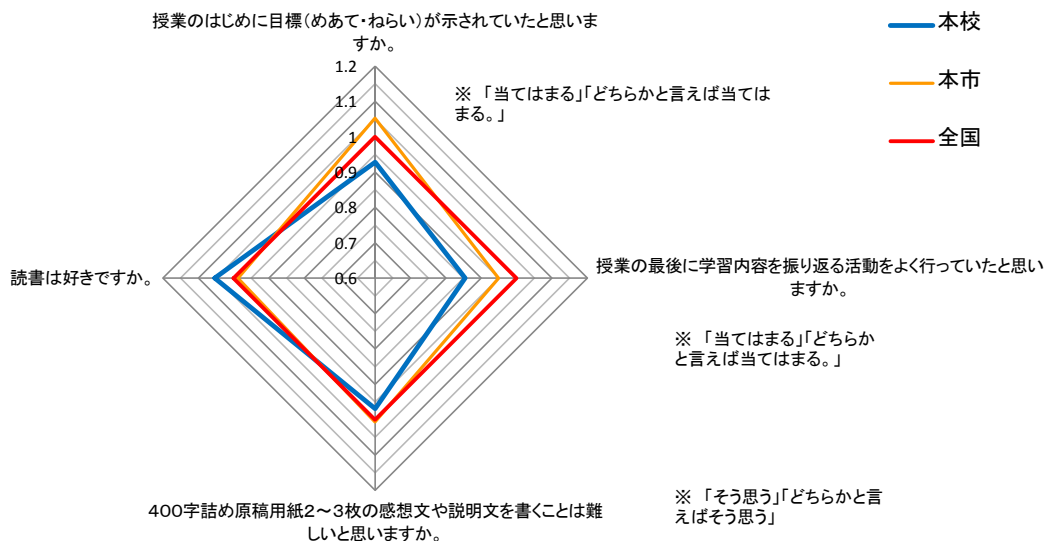 授業のはじめに目標（めあて・ねらい）が示されていたと思いま
すか。
本校
本市
全国
※　「当てはまる」「どちらかと言えば当ては
まる。」
1.2
1.1
1
0.9
0.8
0.7
0.6
読書は好きですか。
授業の最後に学習内容を振り返る活動をよく行っていたと思い
ますか。
※　「当てはまる」「どちらか
と言えば当てはまる。」
400字詰め原稿用紙2～3枚の感想文や説明文を書くことは難
しいと思いますか。
※　「そう思う」「どちらかと言
えばそう思う」